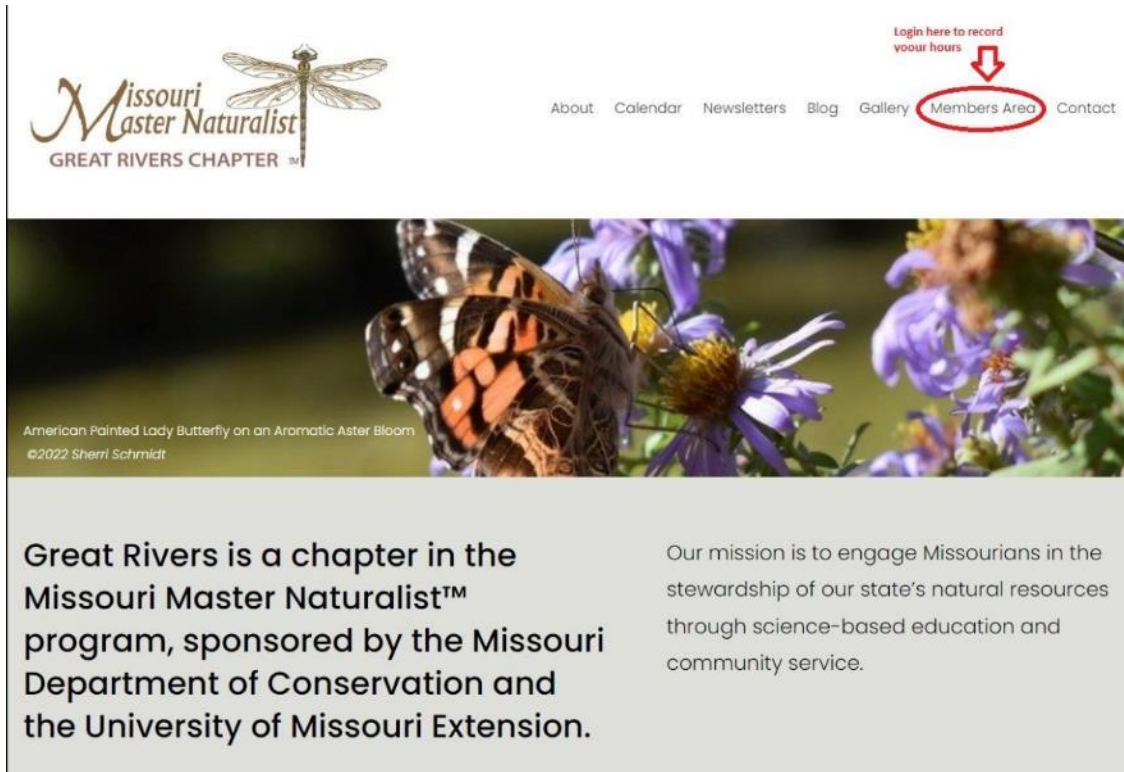 Login here to record
yoour hours
Missouri
Master Naturalist
GREAT RIVERS CHAPTER TM
About Calendar Newsletters Blog Gallery Members Area Contact
American Painted Lady Butterfly on an Aromatic Aster Bloom
©2022 Sherri Schmidt
Great Rivers is a chapter in the
Missouri Master Naturalist™
program, sponsored by the Missouri
Department of Conservation and
the University of Missouri Extension.
Our mission is to engage Missourians in the
stewardship of our state's natural resources
through science-based education and
community service.